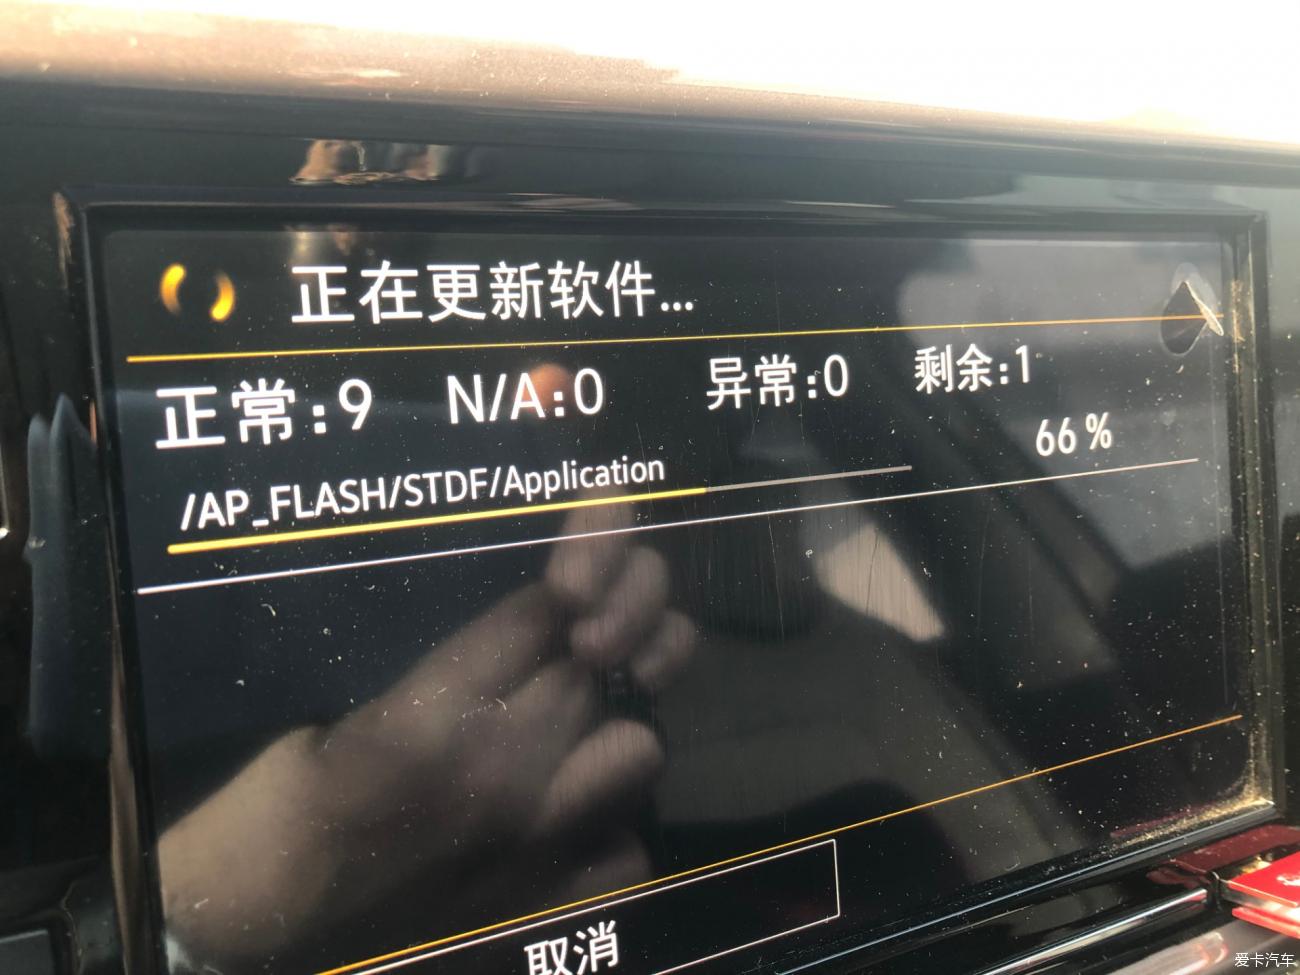 正在更新软件...
正常:9 N/A:0 异常:0 剩余:1
66 %
/AP_FLASH/STDF/Application
取消
爱卡汽车